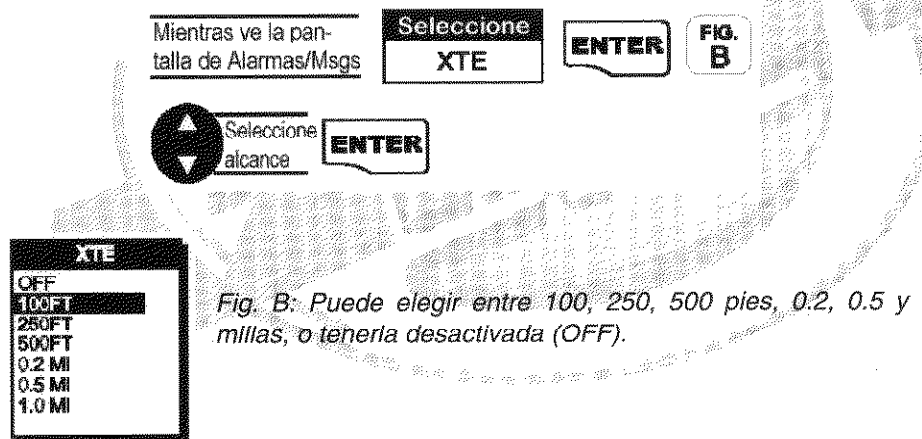 Mientras ve la pan-
talla de Alarmas/Msgs
Seleccione
XTE
ENTER
FIG.
B
Seleccione
alcance
ENTER
XTE
OFF
100FT
250FT
500FT
0.2 MI
0.5 MI
1.0 MI
Fig. B: Puede elegir entre 100, 250, 500 pies, 0.2, 0.5 y
millas, o tenerla desactivada (OFF).